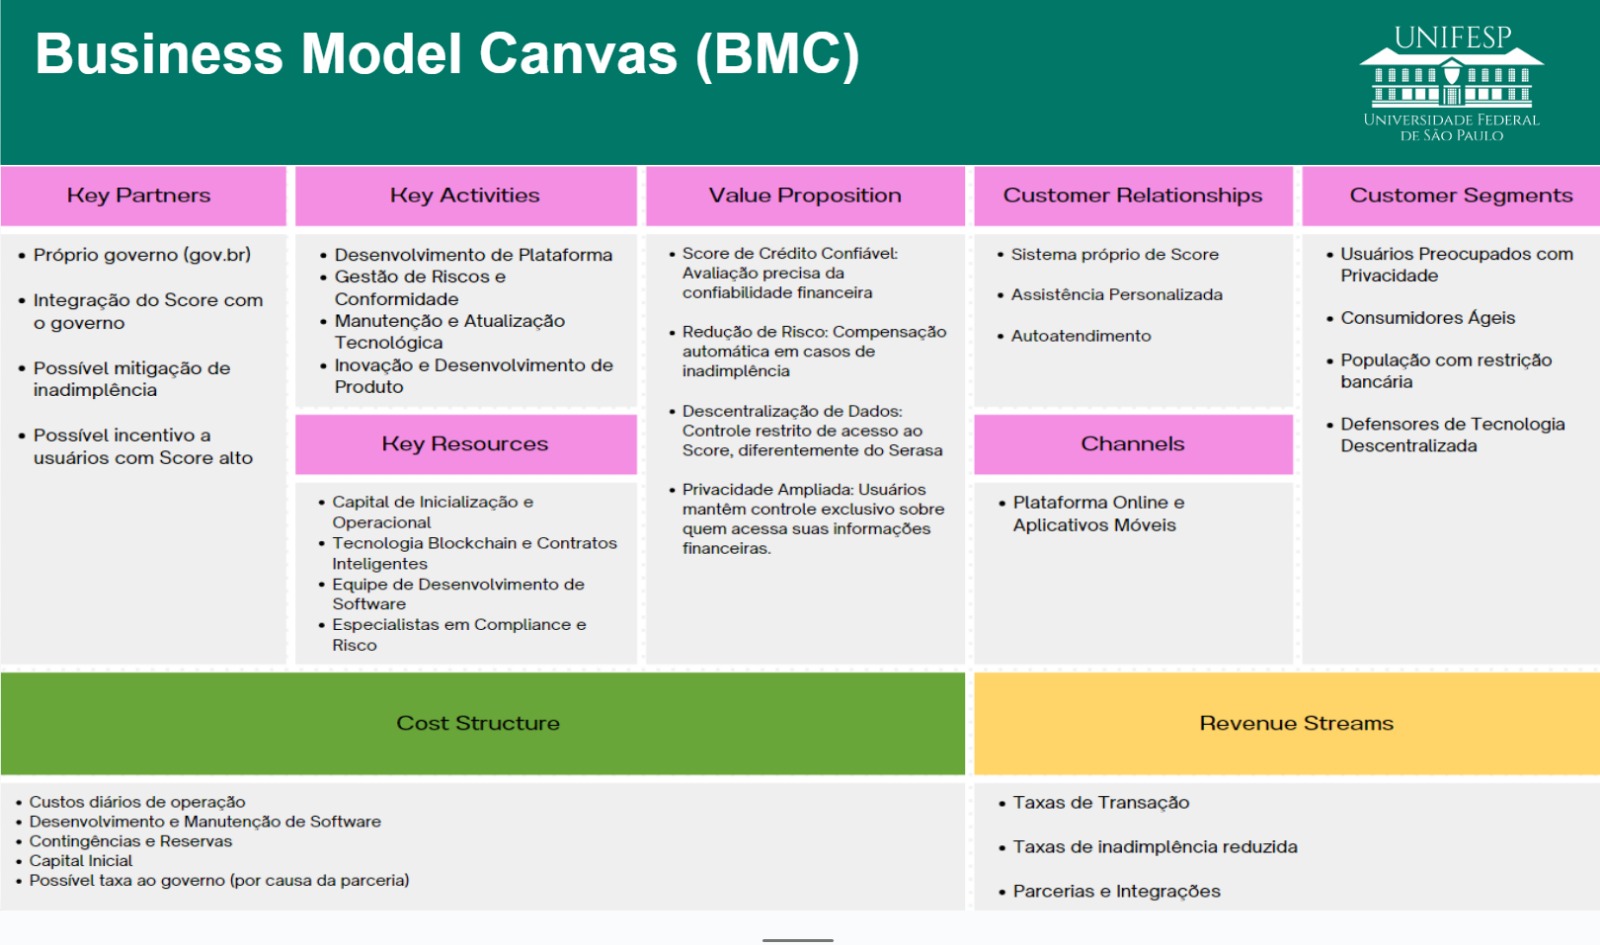 Business Model Canvas (BMC)
UNIFESP
UNIVERSIDADE FEDERAL
DE SÃO PAULO
Key Partners
• Próprio governo (gov.br)
• Integração do Score com
o governo
• Possível mitigação de
inadimplência
• Possível incentivo a
usuários com Score alto
Key Activities
• Desenvolvimento de Plataforma
• Gestão de Riscos e
Conformidade
• Manutenção e Atualização
Tecnológica
• Inovação e Desenvolvimento de
Produto
Key Resources
• Capital de Inicialização e
Operacional
• Tecnologia Blockchain e Contratos
Inteligentes
• Equipe de Desenvolvimento de
Software
• Especialistas em Compliance e
Risco
Value Proposition
• Score de Crédito Confiável:
Avaliação precisa da
confiabilidade financeira
• Redução de Risco: Compensação
automática em casos de
inadimplência
• Descentralização de Dados:
Controle restrito de acesso ao
Score, diferentemente do Serasa
• Privacidade Ampliada: Usuários
mantêm controle exclusivo sobre
quem acessa suas informações
financeiras.
Customer Relationships
• Sistema próprio de Score
• Assistência Personalizada
• Autoatendimento
Channels
• Plataforma Online e
Aplicativos Móveis
Customer Segments
• Usuários Preocupados com
Privacidade
• Consumidores Ágeis
• População com restrição
bancária
• Defensores de Tecnologia
Descentralizada
Cost Structure
• Custos diários de operação
• Desenvolvimento e Manutenção de Software
• Contingências e Reservas
• Capital Inicial
• Possível taxa ao governo (por causa da parceria)
Revenue Streams
• Taxas de Transação
• Taxas de inadimplência reduzida
• Parcerias e Integrações